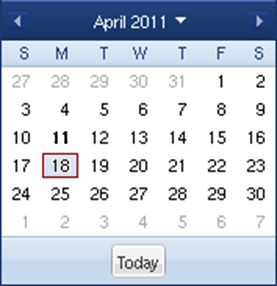 April 2011
S M T W T F S
27 28 29 30 31 1 2
3 4 5 6 7 8 9
10 11 12 13 14 15 16
17 18 19 20 21 22 23
24 25 26 27 28 29 30
1 2 3 4 5 6 7
Today